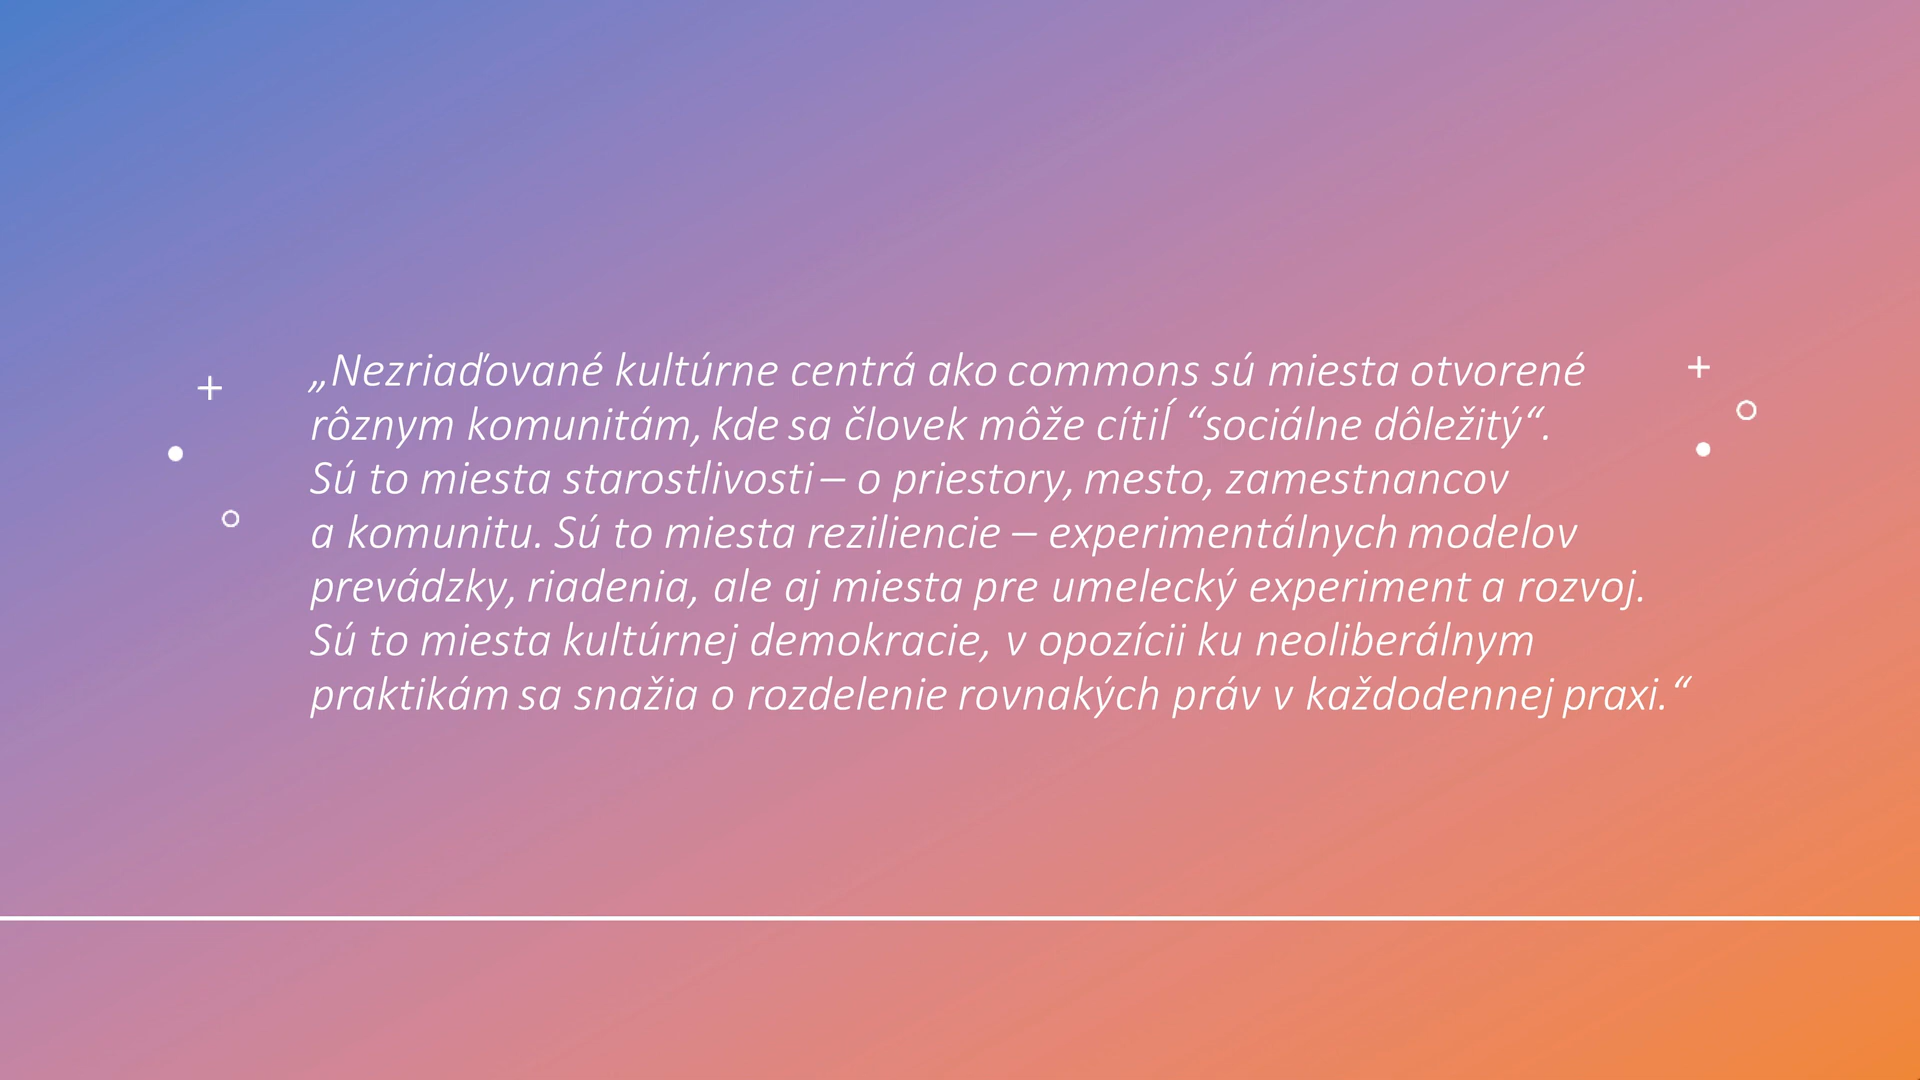 „Nezriaďované kultúrne centrá ako commons sú miesta otvorené
rôznym komunitám, kde sa človek môže cítiĺ “sociálne dôležitý“.
Sú to miesta starostlivosti – o priestory, mesto, zamestnancov
a komunitu. Sú to miesta reziliencie – experimentálnych modelov
prevádzky, riadenia, ale aj miesta pre umelecký experiment a rozvoj.
Sú to miesta kultúrnej demokracie, v opozícii ku neoliberálnym
praktikám sa snažia o rozdelenie rovnakých práv v každodennej praxi.“